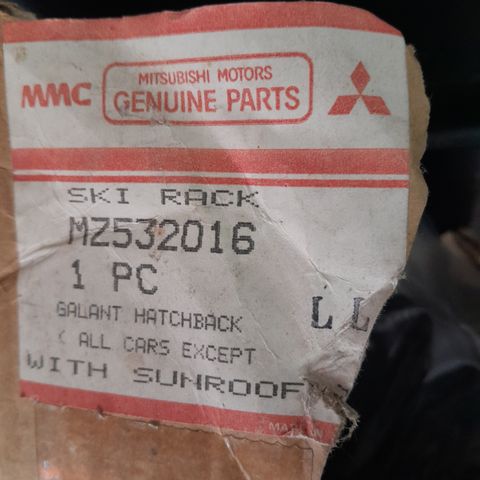 MMC
MITSUBISHI MOTORS
GENUINE PARTS
SKI RACK
MZ532016
1 PC
GALANT HATCHBACK
L L
< ALL CARS EXCEPT
WITH SUNROOF